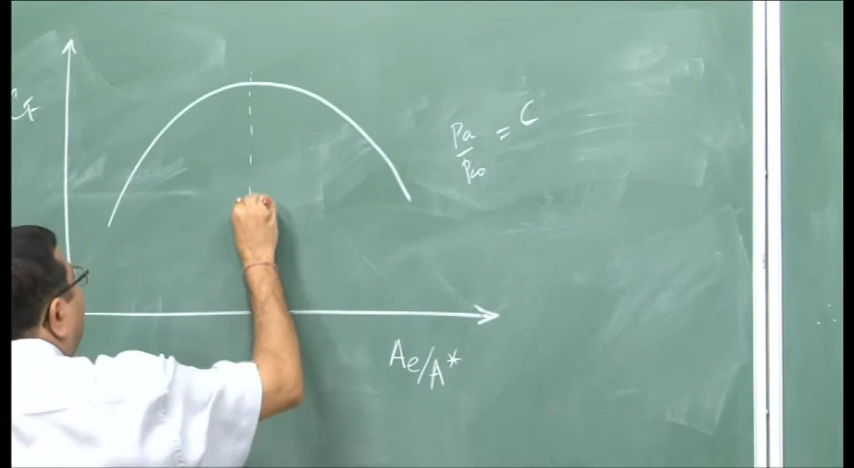 CF
Pa/Po = C
Ae/A*